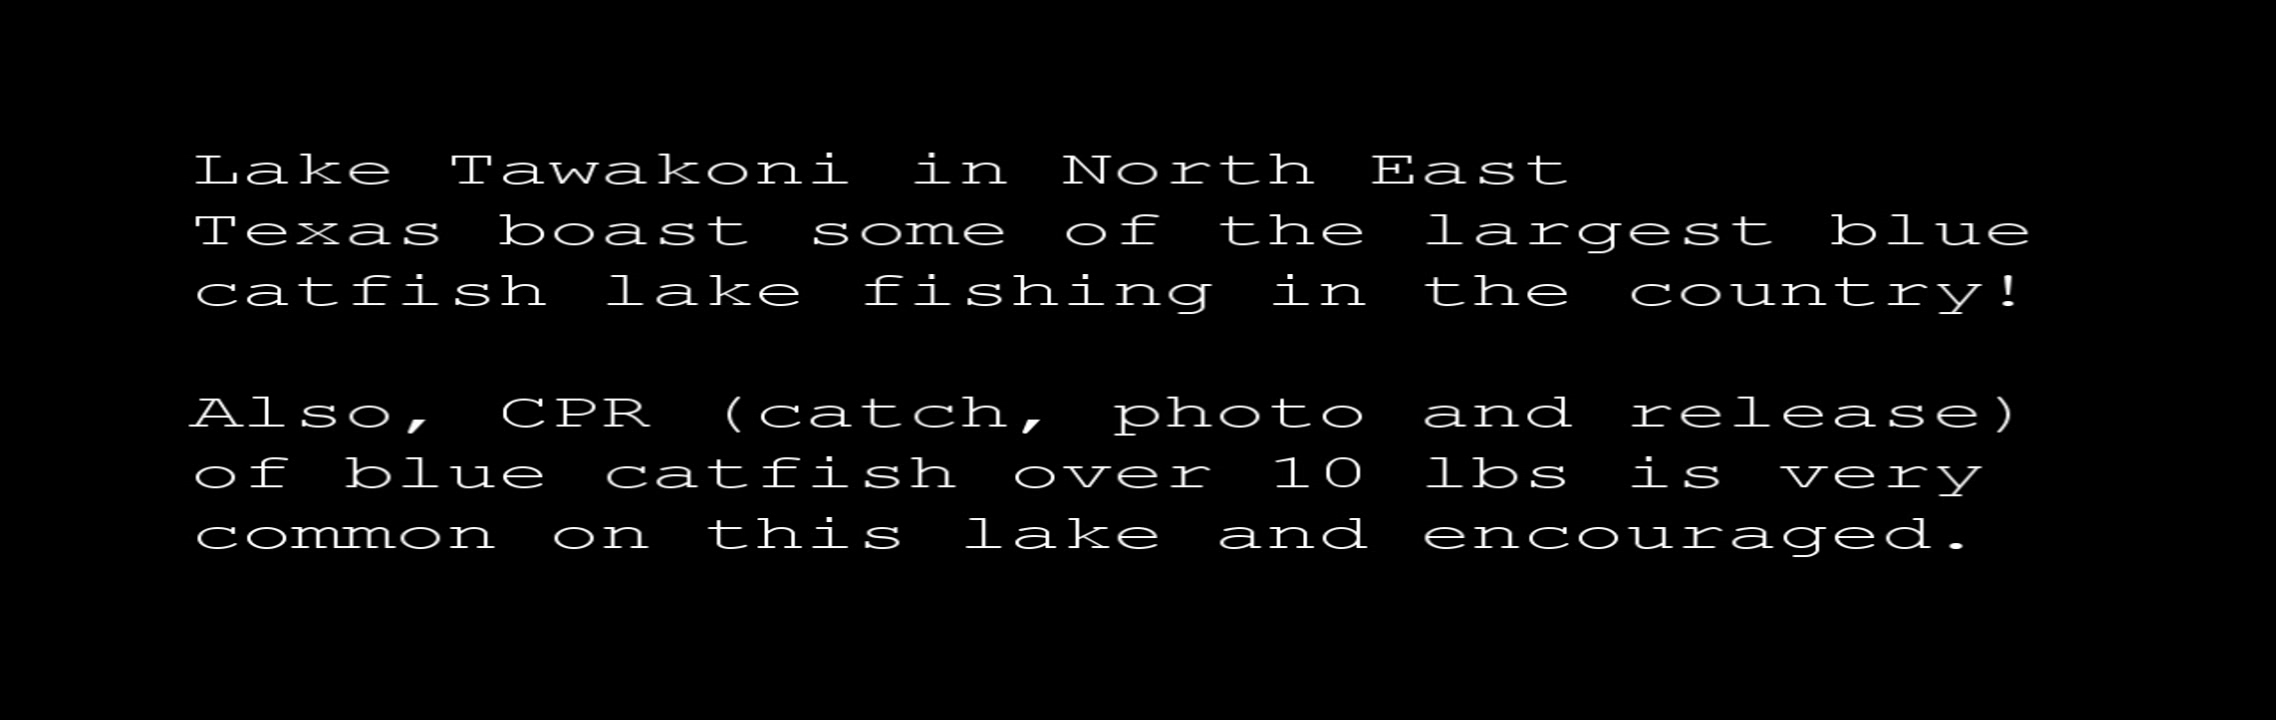 Lake Tawakoni in North East
Texas boast some of the largest blue
catfish lake fishing in the country!
Also, CPR (catch, photo and release)
of blue catfish over 10 lbs is very
common on this lake and encouraged.